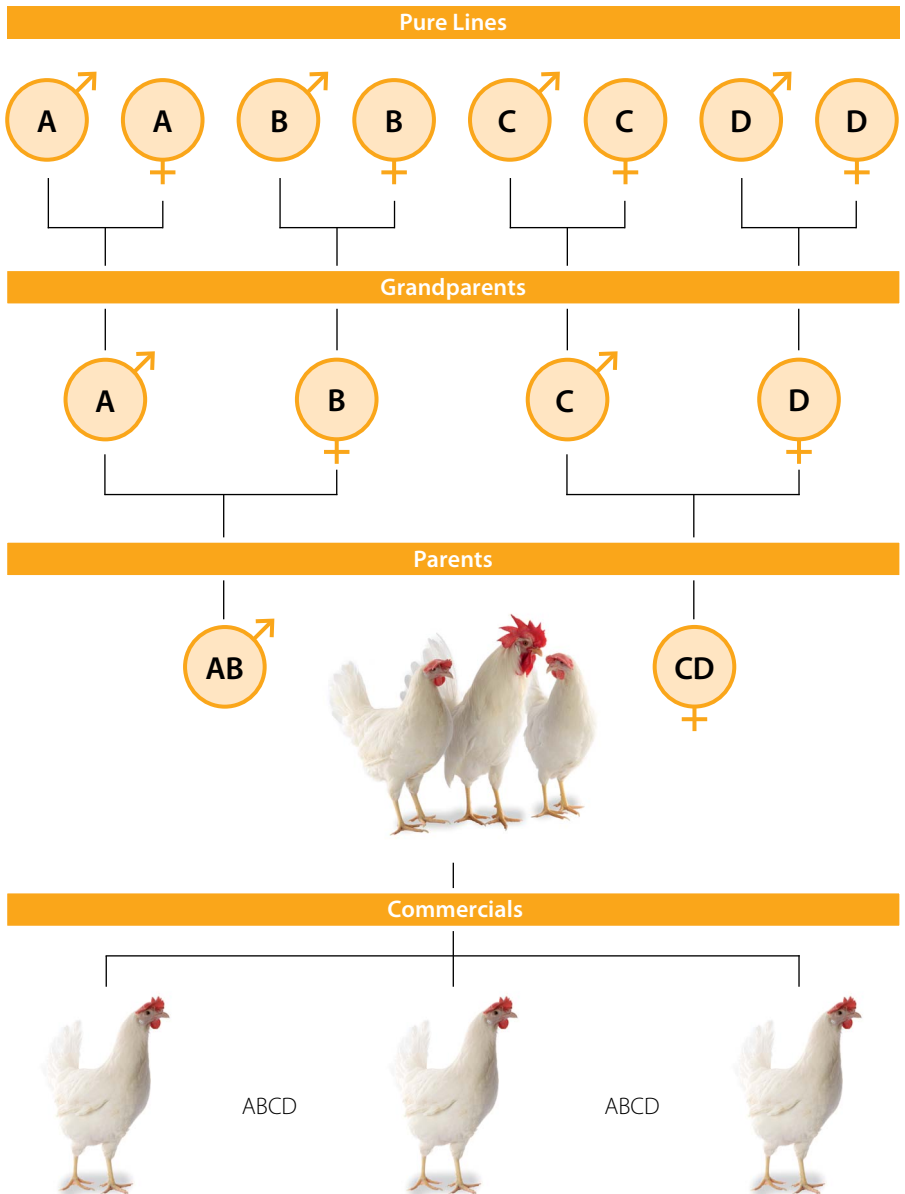 Pure Lines
A A B B C C D D
Grandparents
A B C D
Parents
AB CD
Commercials
ABCD ABCD